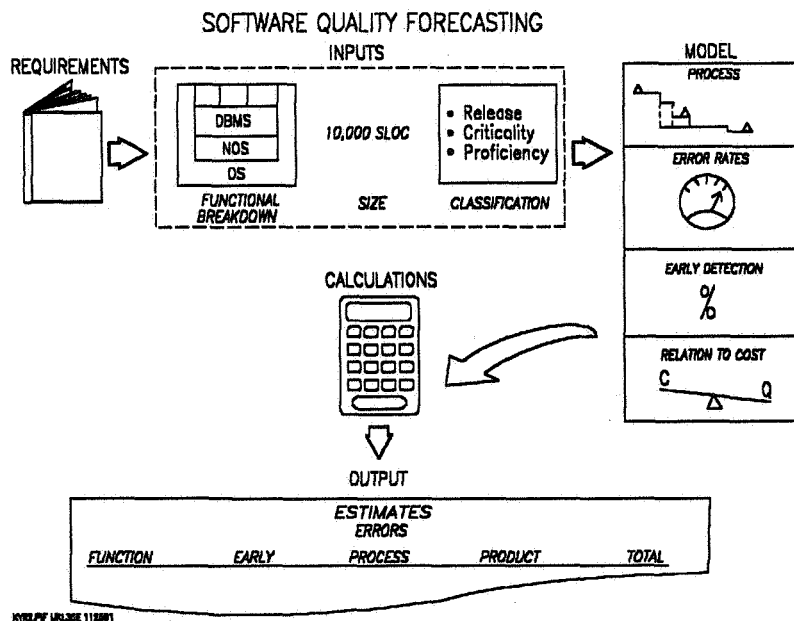 SOFTWARE QUALITY FORECASTING
REQUIREMENTS
INPUTS
DBMS
NOS
OS
FUNCTIONAL
BREAKDOWN
10,000 SLOC
SIZE
• Release
• Criticality
• Proficiency
CLASSIFICATION
MODEL
PROCESS
ERROR RATES
EARLY DETECTION
%
RELATION TO COST
C Q
CALCULATIONS
OUTPUT
ESTIMATES
ERRORS
FUNCTION EARLY PROCESS PRODUCT TOTAL